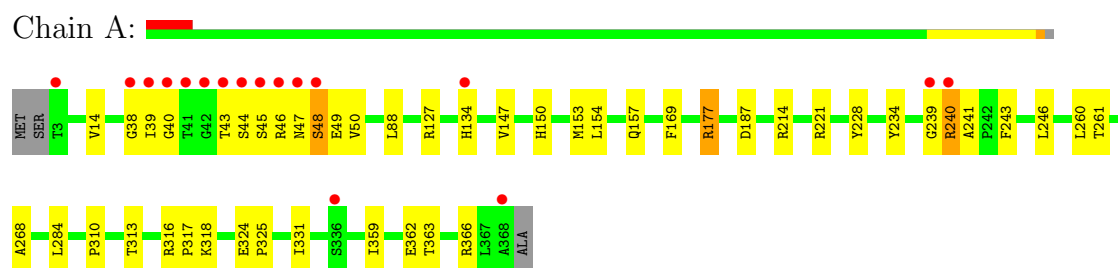 Chain A:
MET SER T3 V14 G38 I39 G40 T41 G42 T43 S44 S45 R46 N47 S48 E49 V50 L88 R127 H134 V147 H150 M153 L154 Q157 F169 R177 D187 R214 R221 Y228 Y234 G239 R240 A241 P242 F243 L246 L260 T261
A268 L284 P310 T313 R316 P317 K318 E324 P325 I331 S336 I359 E362 T363 R366 L367 A368 ALA